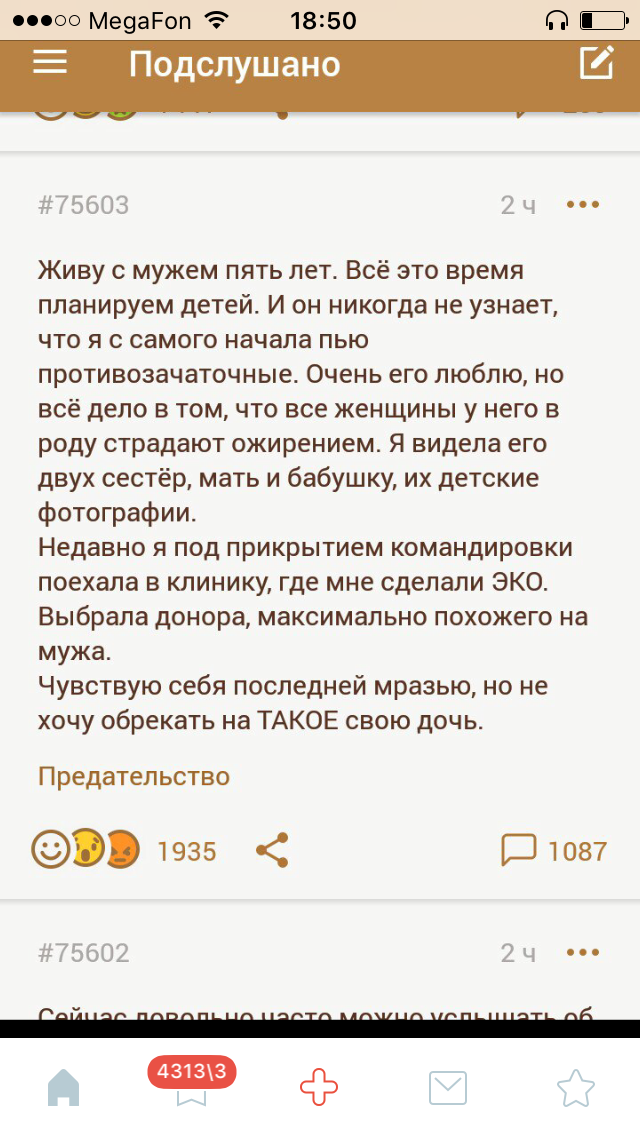 MegaFon 18:50
Подслушано
#75603 2 ч
Живу с мужем пять лет. Всё это время
планируем детей. И он никогда не узнает,
что я с самого начала пью
противозачаточные. Очень его люблю, но
всё дело в том, что все женщины у него в
роду страдают ожирением. Я видела его
двух сестёр, мать и бабушку, их детские
фотографии.
Недавно я под прикрытием командировки
поехала в клинику, где мне сделали ЭКО.
Выбрала донора, максимально похожего на
мужа.
Чувствую себя последней мразью, но не
хочу обрекать на ТАКОЕ свою дочь.
Предательство
1935 1087
#75602 2 ч
Сейчас довольно часто можно услышать об
4313\3